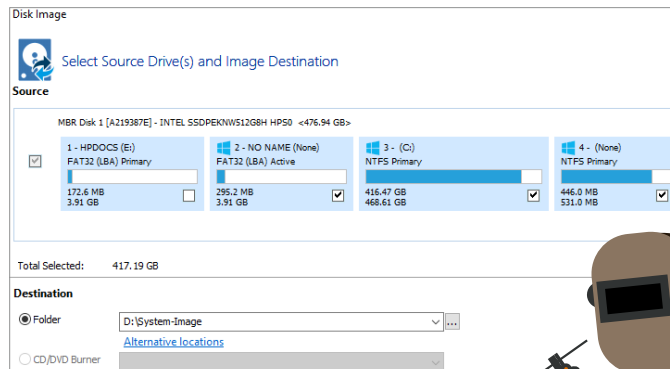 Disk Image
Select Source Drive(s) and Image Destination
Source
MBR Disk 1 [A219387E] - INTEL SSDPEKNW512G8H HPS0 <476.94 GB>
1 - HPDOCS (E:)
FAT32 (LBA) Primary
172.6 MB
3.91 GB
2 - NO NAME (None)
FAT32 (LBA) Active
295.2 MB
3.91 GB
3 - (C:)
NTFS Primary
416.47 GB
468.61 GB
4 - (None)
NTFS Primary
446.0 MB
531.0 MB
Total Selected: 417.19 GB
Destination
Folder D:\System-Image ...
Alternative locations
CD/DVD Burner